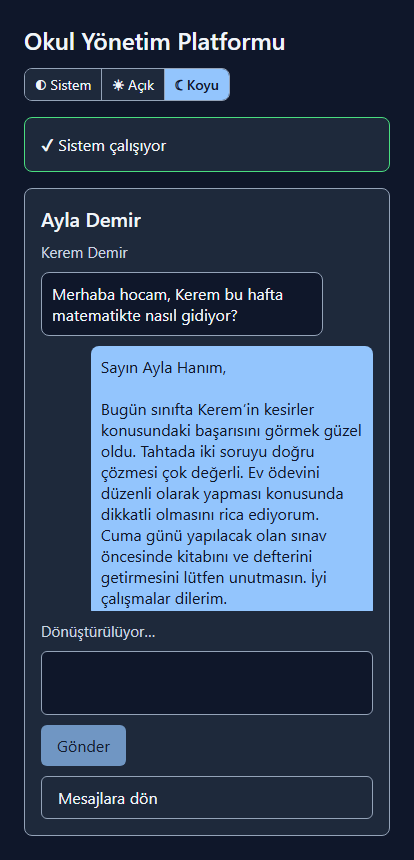 Okul Yönetim Platformu
Sistem
Açık
Koyu
Sistem çalışıyor
Ayla Demir
Kerem Demir
Merhaba hocam, Kerem bu hafta
matematikte nasıl gidiyor?
Sayın Ayla Hanım,
Bugün sınıfta Kerem'in kesirler
konusundaki başarısını görmek güzel
oldu. Tahtada iki soruyu doğru
çözmesi çok değerli. Ev ödevini
düzenli olarak yapması konusunda
dikkatli olmasını rica ediyorum.
Cuma günü yapılacak olan sınav
öncesinde kitabını ve defterini
getirmesini lütfen unutmasın. İyi
çalışmalar dilerim.
Dönüştürülüyor...
Gönder
Mesajlara dön